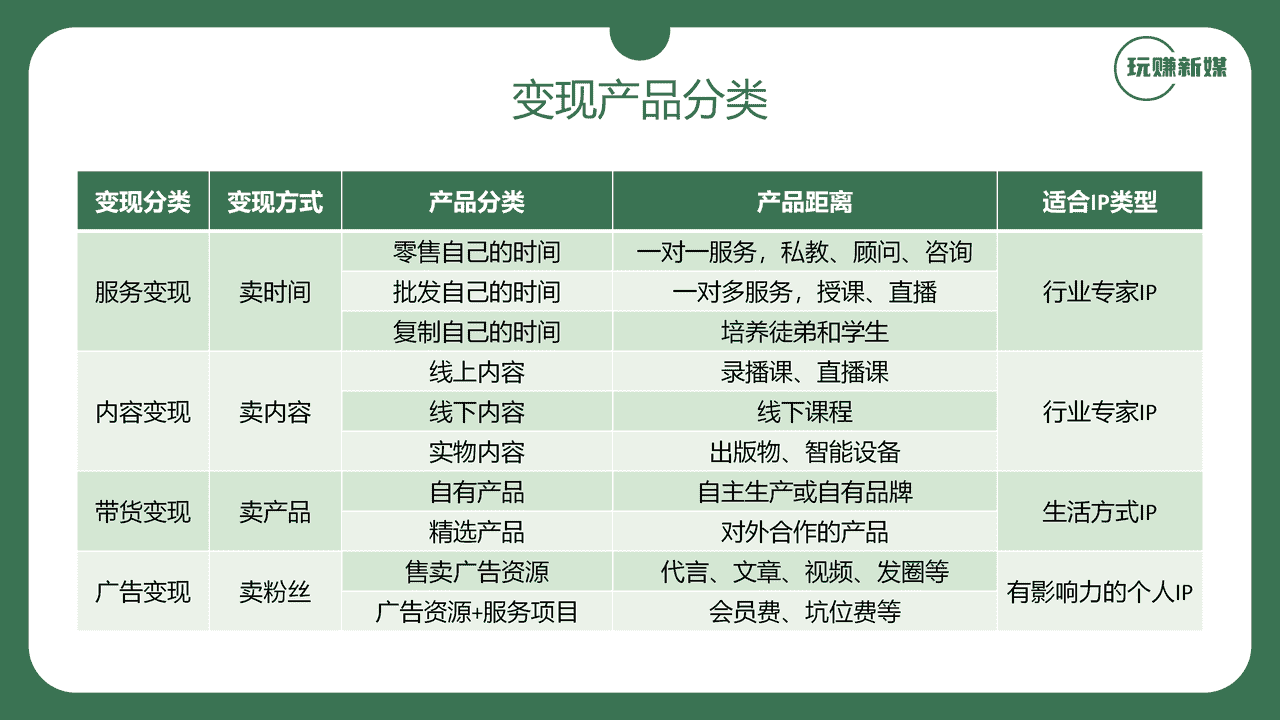 玩赚新媒
变现产品分类
变现分类 变现方式 产品分类 产品距离 适合IP类型
服务变现 卖时间 零售自己的时间 一对一服务，私教、顾问、咨询 行业专家IP
批发自己的时间 一对多服务，授课、直播
复制自己的时间 培养徒弟和学生
内容变现 卖内容 线上内容 录播课、直播课 行业专家IP
线下内容 线下课程
实物内容 出版物、智能设备
带货变现 卖产品 自有产品 自主生产或自有品牌 生活方式IP
精选产品 对外合作的产品
广告变现 卖粉丝 售卖广告资源 代言、文章、视频、发圈等 有影响力的个人IP
广告资源+服务项目 会员费、坑位费等